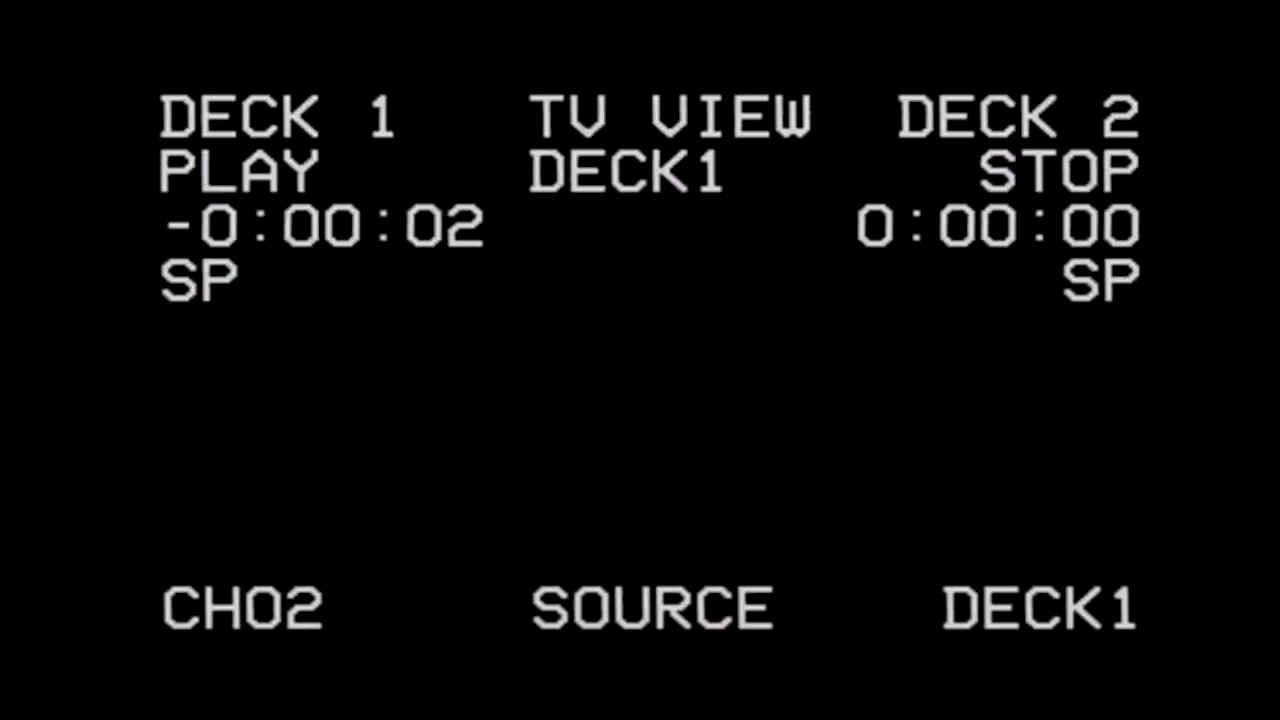 DECK 1 TV VIEW DECK 2
PLAY DECK1 STOP
-0:00:02 0:00:00
SP SP
CH02 SOURCE DECK1